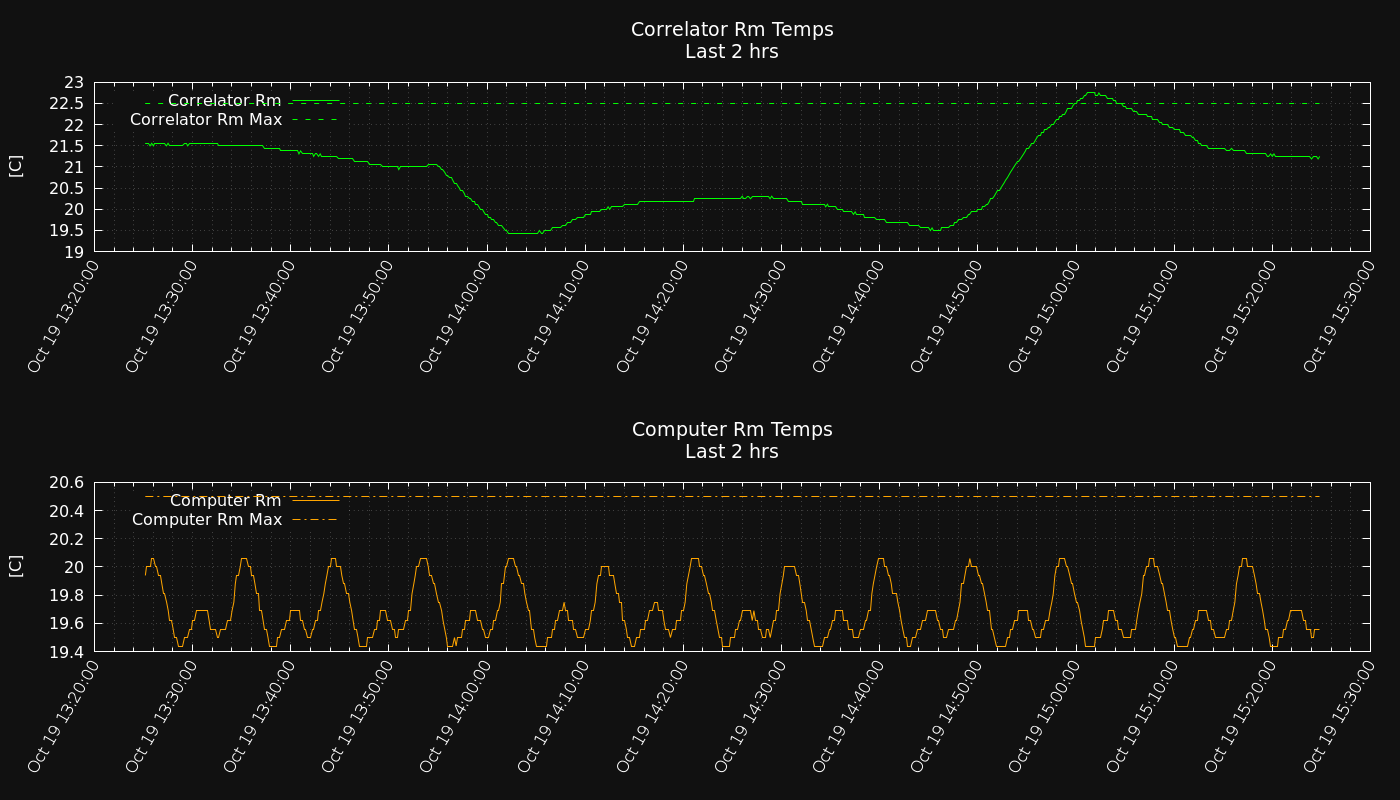 Correlator Rm Temps
Last 2 hrs
23
22.5
22
21.5
21
20.5
20
19.5
19
[C]
Correlator Rm
Correlator Rm Max
Oct 19 13:20:00
Oct 19 13:30:00
Oct 19 13:40:00
Oct 19 13:50:00
Oct 19 14:00:00
Oct 19 14:10:00
Oct 19 14:20:00
Oct 19 14:30:00
Oct 19 14:40:00
Oct 19 14:50:00
Oct 19 15:00:00
Oct 19 15:10:00
Oct 19 15:20:00
Oct 19 15:30:00
Computer Rm Temps
Last 2 hrs
20.6
20.4
20.2
20
19.8
19.6
19.4
[C]
Computer Rm
Computer Rm Max
Oct 19 13:20:00
Oct 19 13:30:00
Oct 19 13:40:00
Oct 19 13:50:00
Oct 19 14:00:00
Oct 19 14:10:00
Oct 19 14:20:00
Oct 19 14:30:00
Oct 19 14:40:00
Oct 19 14:50:00
Oct 19 15:00:00
Oct 19 15:10:00
Oct 19 15:20:00
Oct 19 15:30:00